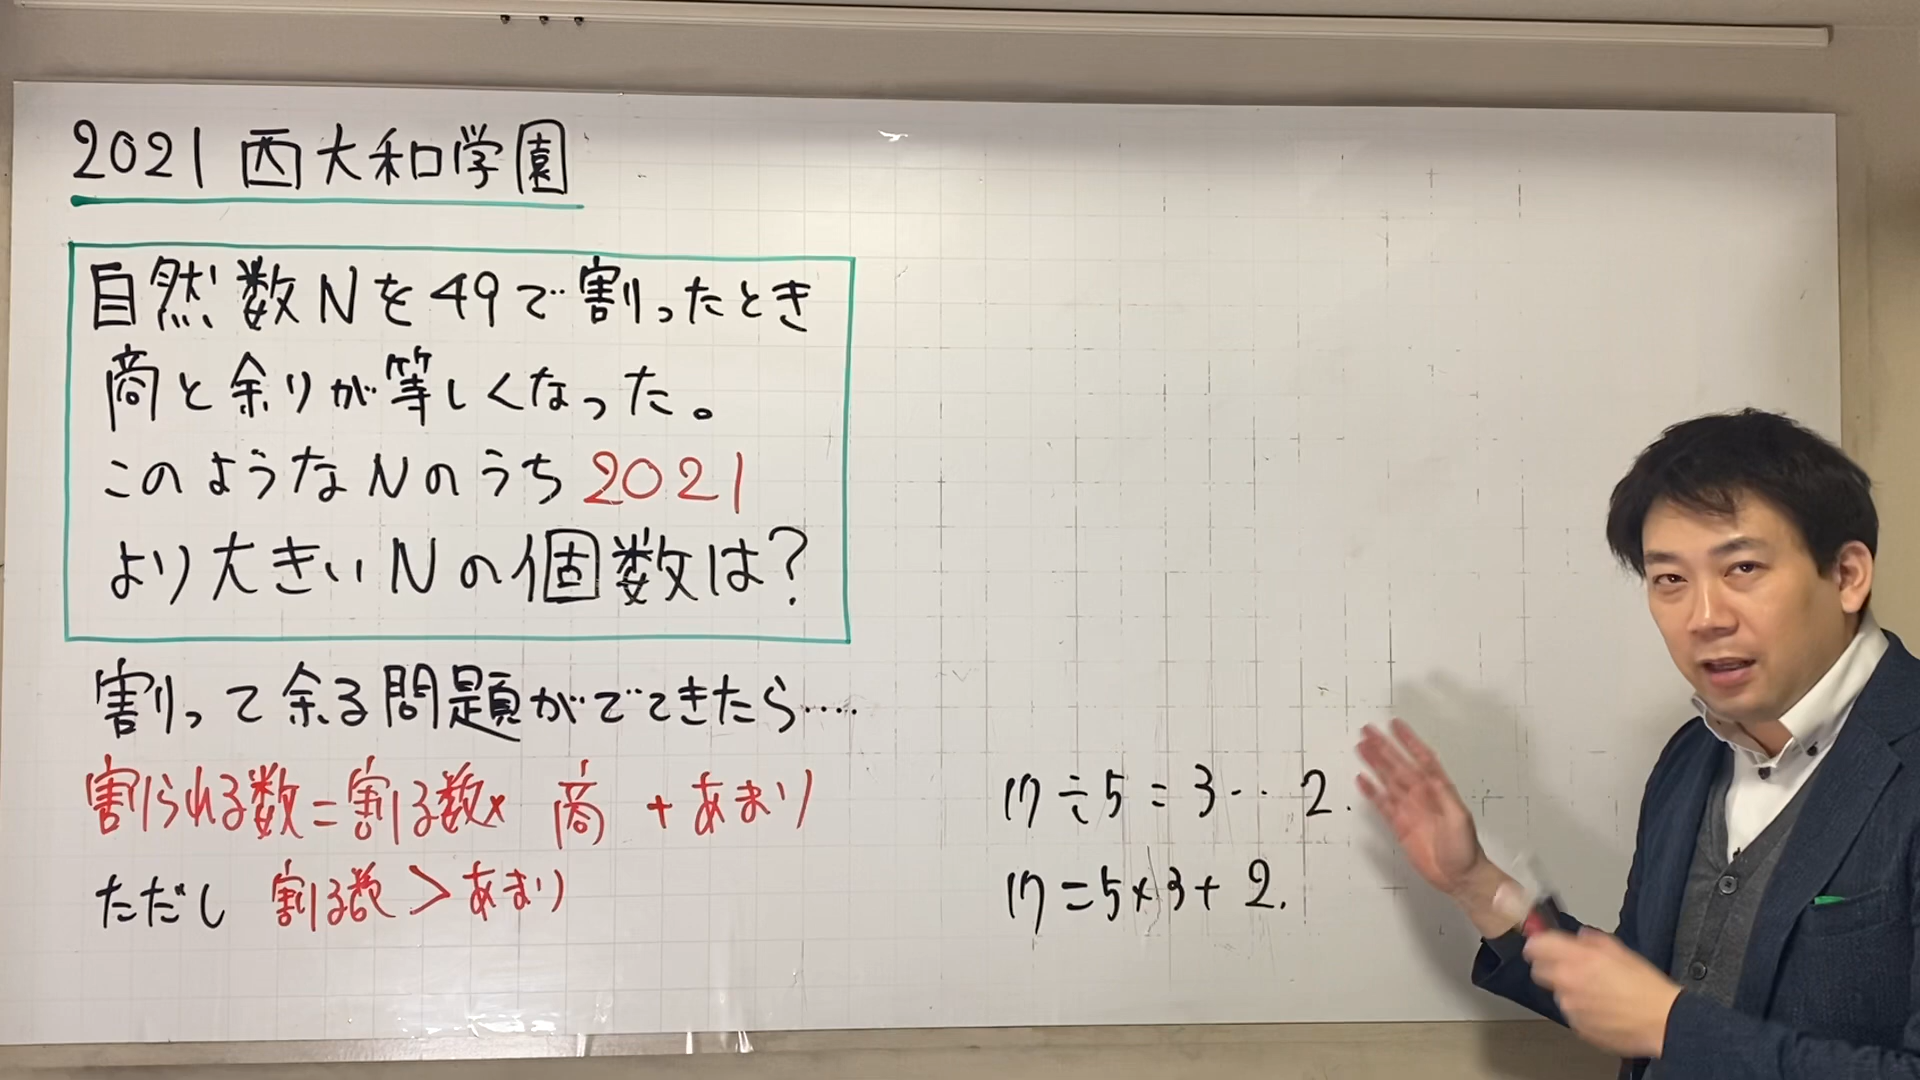 2021 西大和学園
自然数Nを49で割ったとき
商と余りが等しくなった。
このようなNのうち2021
より大きいNの個数は?
割って余る問題がでてきたら.....
割られる数=割る数× 商 +あまり
ただし 割る数>あまり
17÷5=3…2.
17=5×3+2.